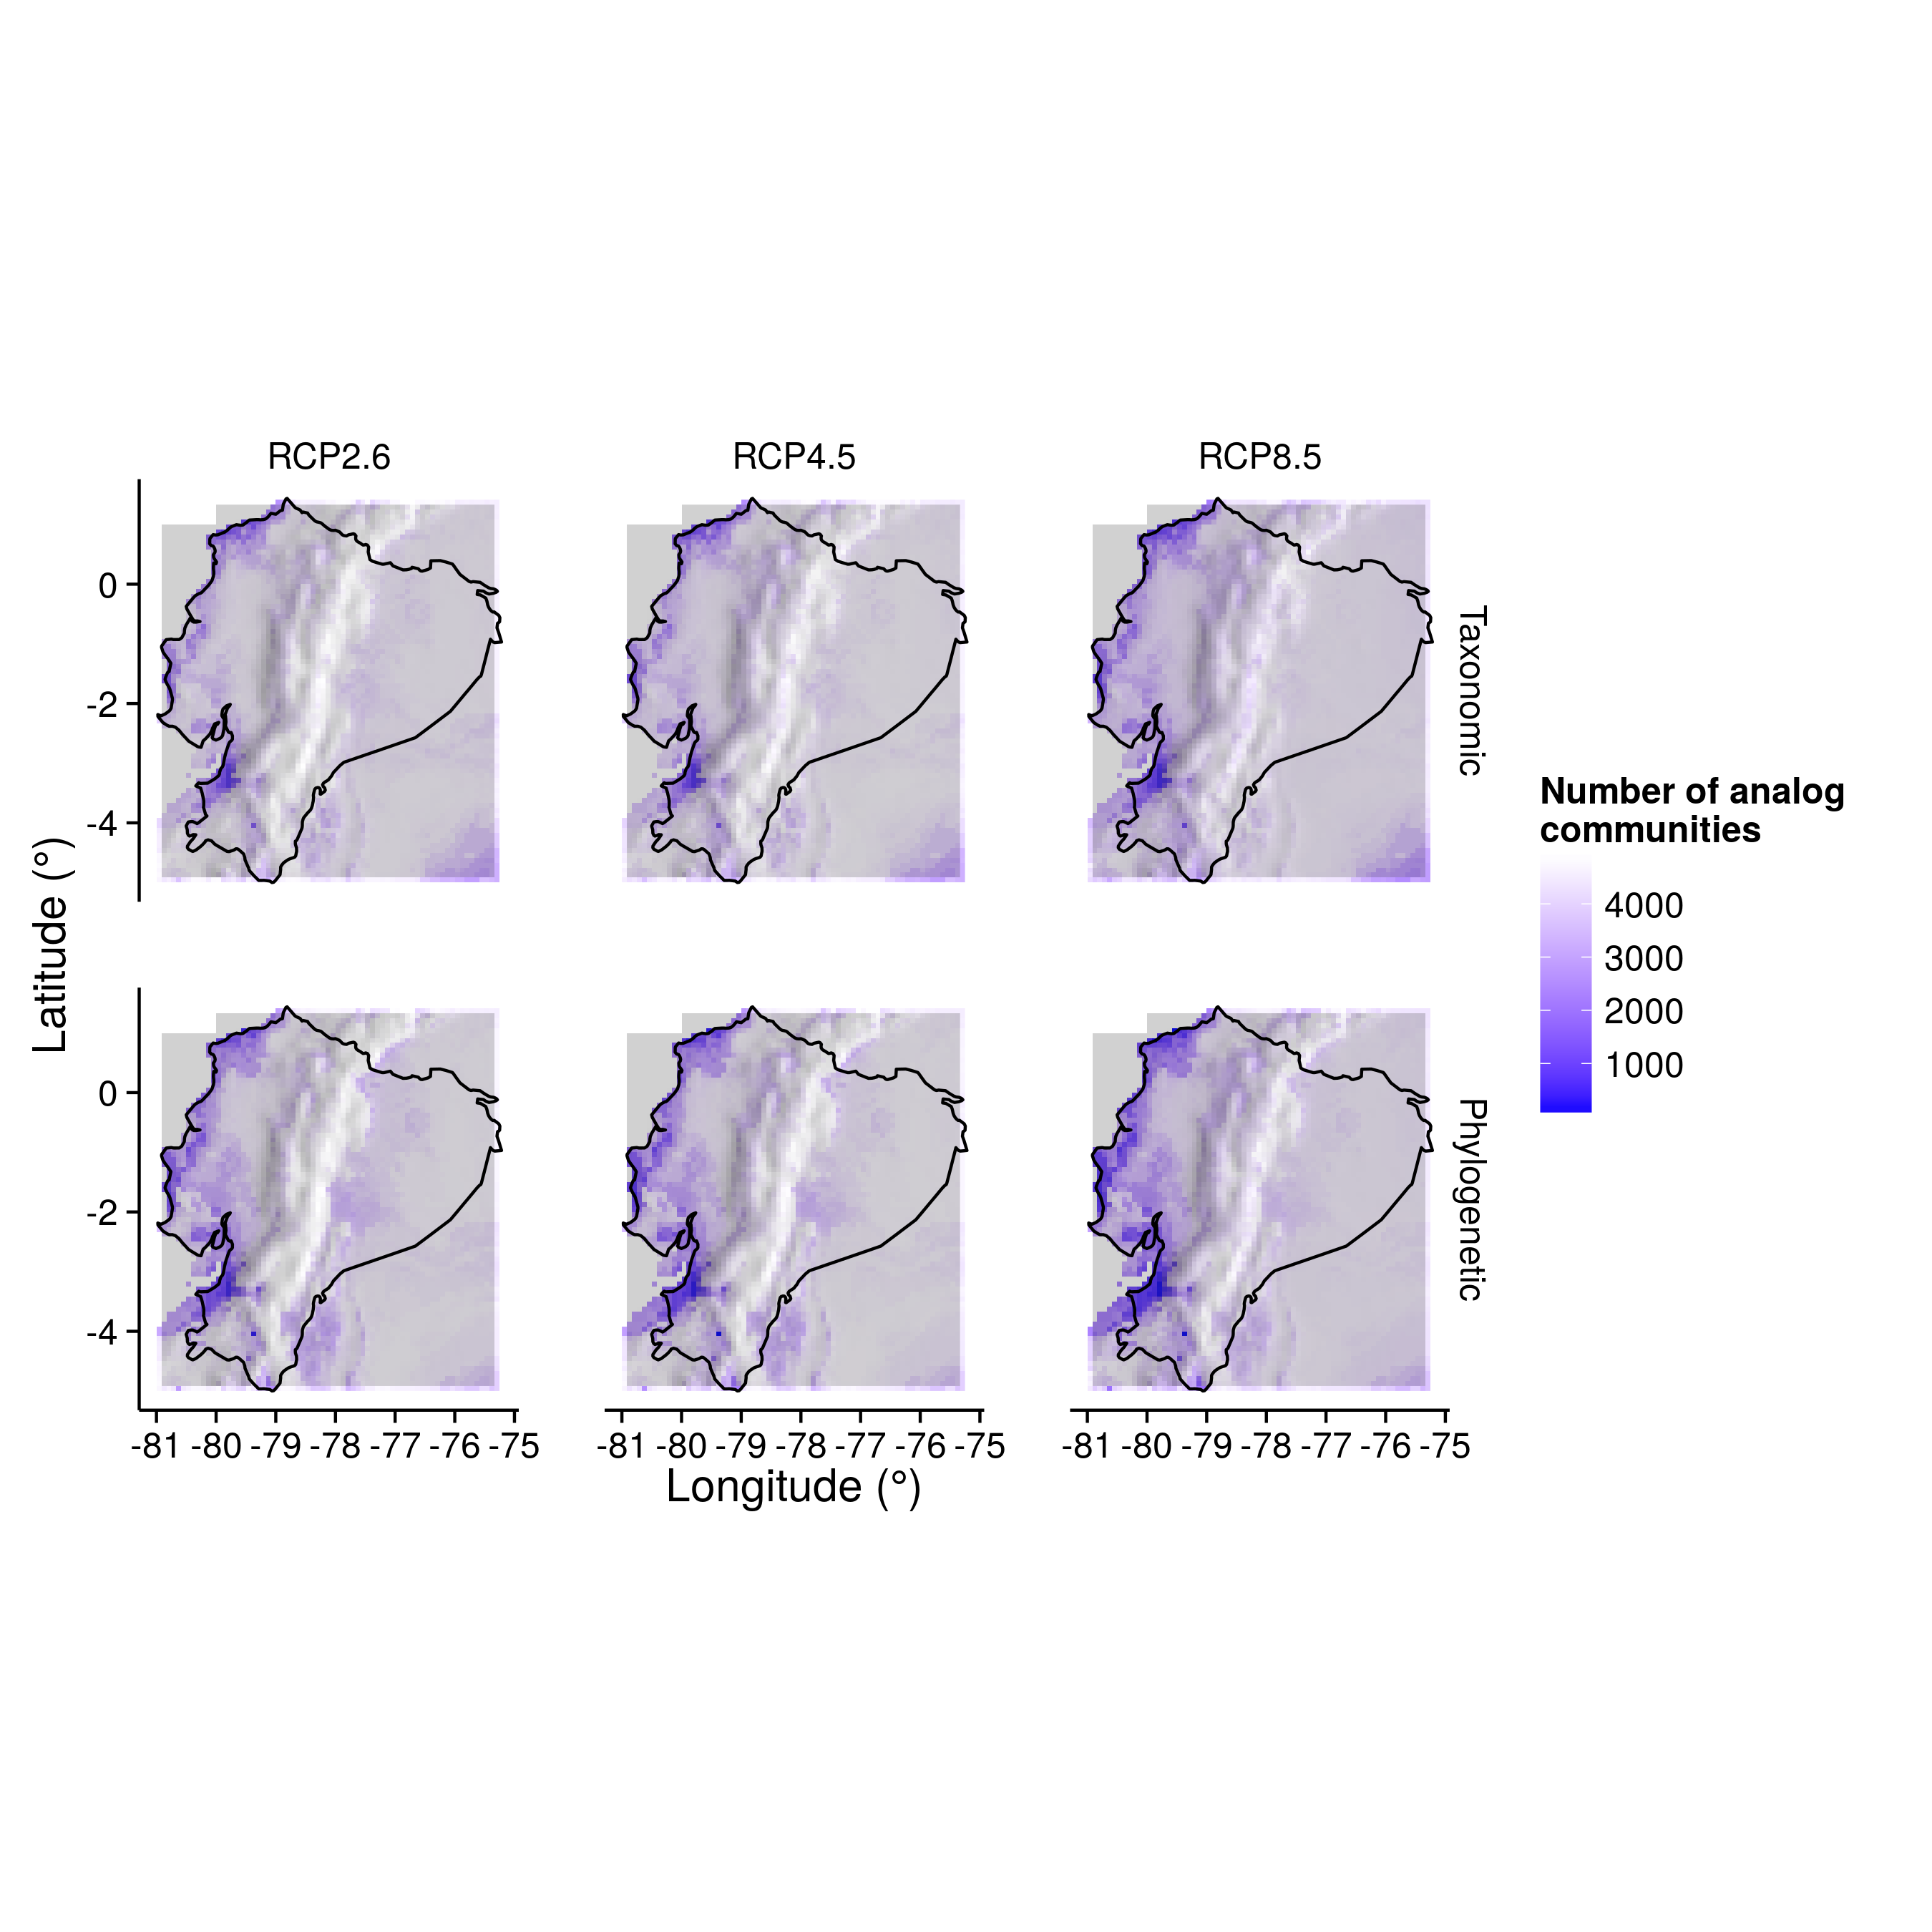 RCP2.6 RCP4.5 RCP8.5
0
-2
-4
Taxonomic
0
-2
-4
Phylogenetic
Latitude (°)
-81 -80 -79 -78 -77 -76 -75 -81 -80 -79 -78 -77 -76 -75 -81 -80 -79 -78 -77 -76 -75
Longitude (°)
Number of analog
communities
4000
3000
2000
1000